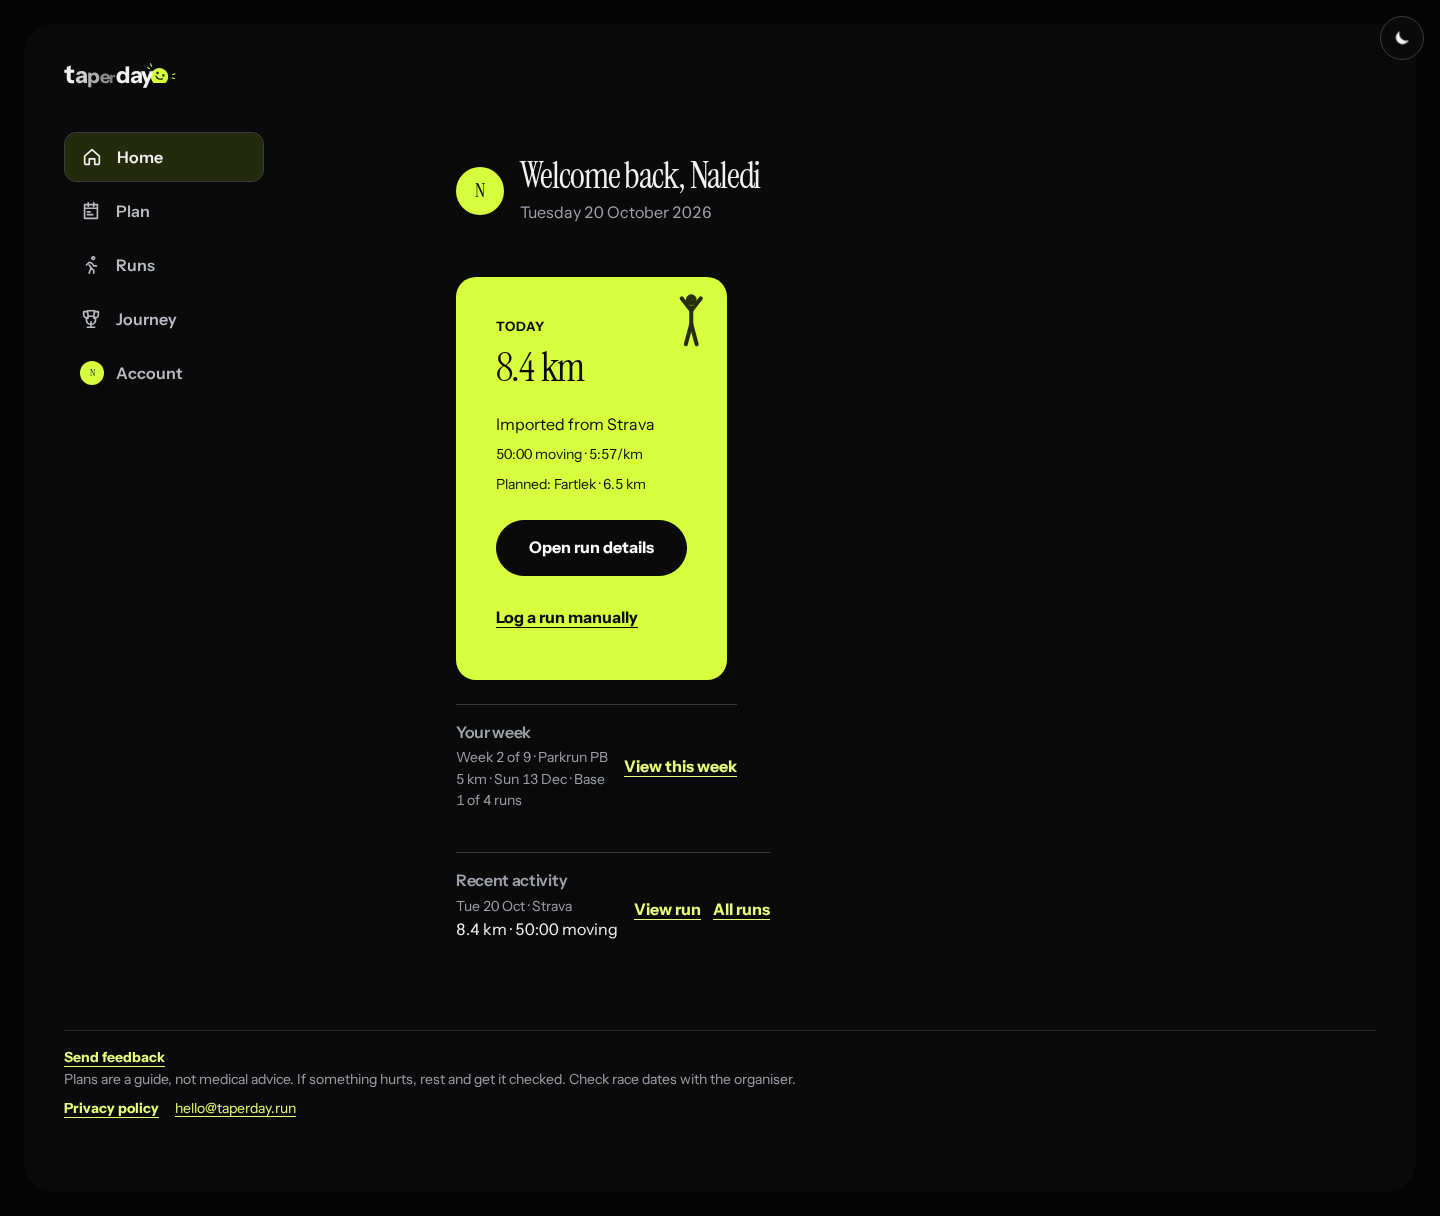 taperday
Home
Plan
Runs
Journey
N Account
N
Welcome back, Naledi
Tuesday 20 October 2026
TODAY
8.4 km
Imported from Strava
50:00 moving · 5:57/km
Planned: Fartlek · 6.5 km
Open run details
Log a run manually
Your week
Week 2 of 9 · Parkrun PB
5 km · Sun 13 Dec · Base
1 of 4 runs
View this week
Recent activity
Tue 20 Oct · Strava
8.4 km · 50:00 moving
View run All runs
Send feedback
Plans are a guide, not medical advice. If something hurts, rest and get it checked. Check race dates with the organiser.
Privacy policy hello@taperday.run